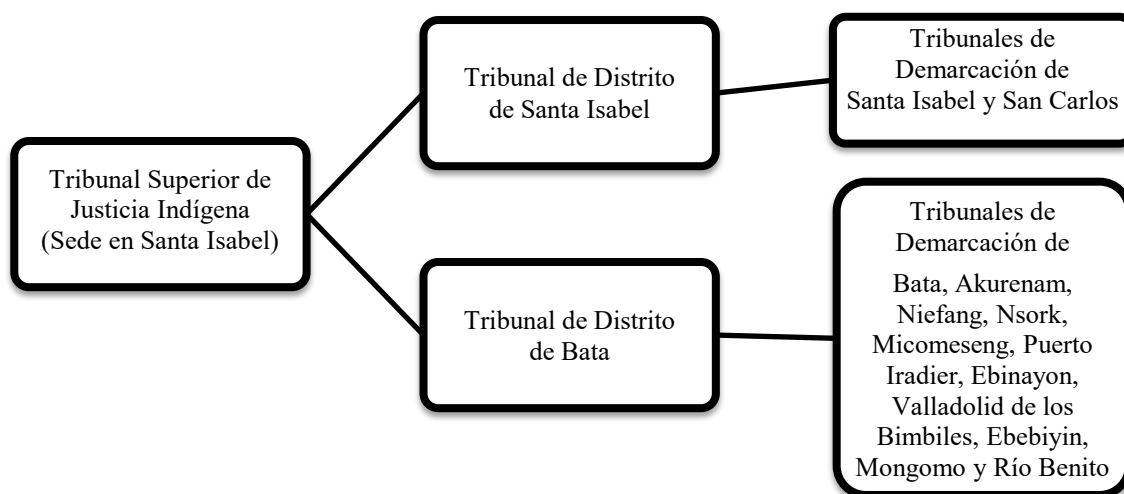 Tribunal Superior de
Justicia Indígena
(Sede en Santa Isabel)
Tribunal de Distrito
de Santa Isabel
Tribunales de
Demarcación de
Santa Isabel y San Carlos
Tribunal de Distrito
de Bata
Tribunales de
Demarcación de
Bata, Akurenam,
Niefang, Nsork,
Micomeseng, Puerto
Iradier, Ebinayon,
Valladolid de los
Bimbiles, Ebebiyin,
Mongomo y Río Benito